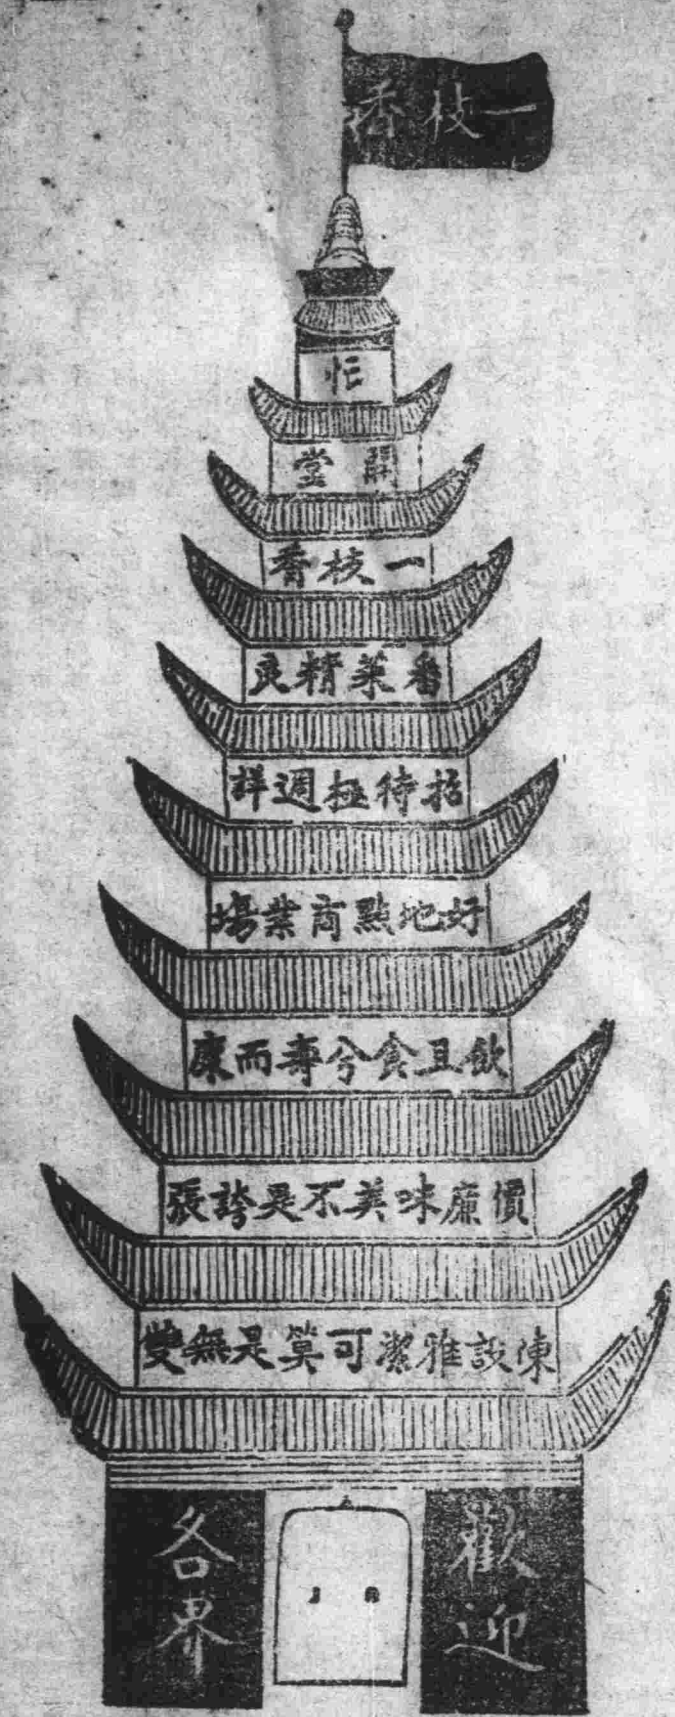 一枝香
忙
開堂
一枝香
番菜精良
招待極週詳
好地點商業場
飲且食兮壽而康
價廉味美不是誇張
陳設雅潔可筭是無雙
歡迎
各界